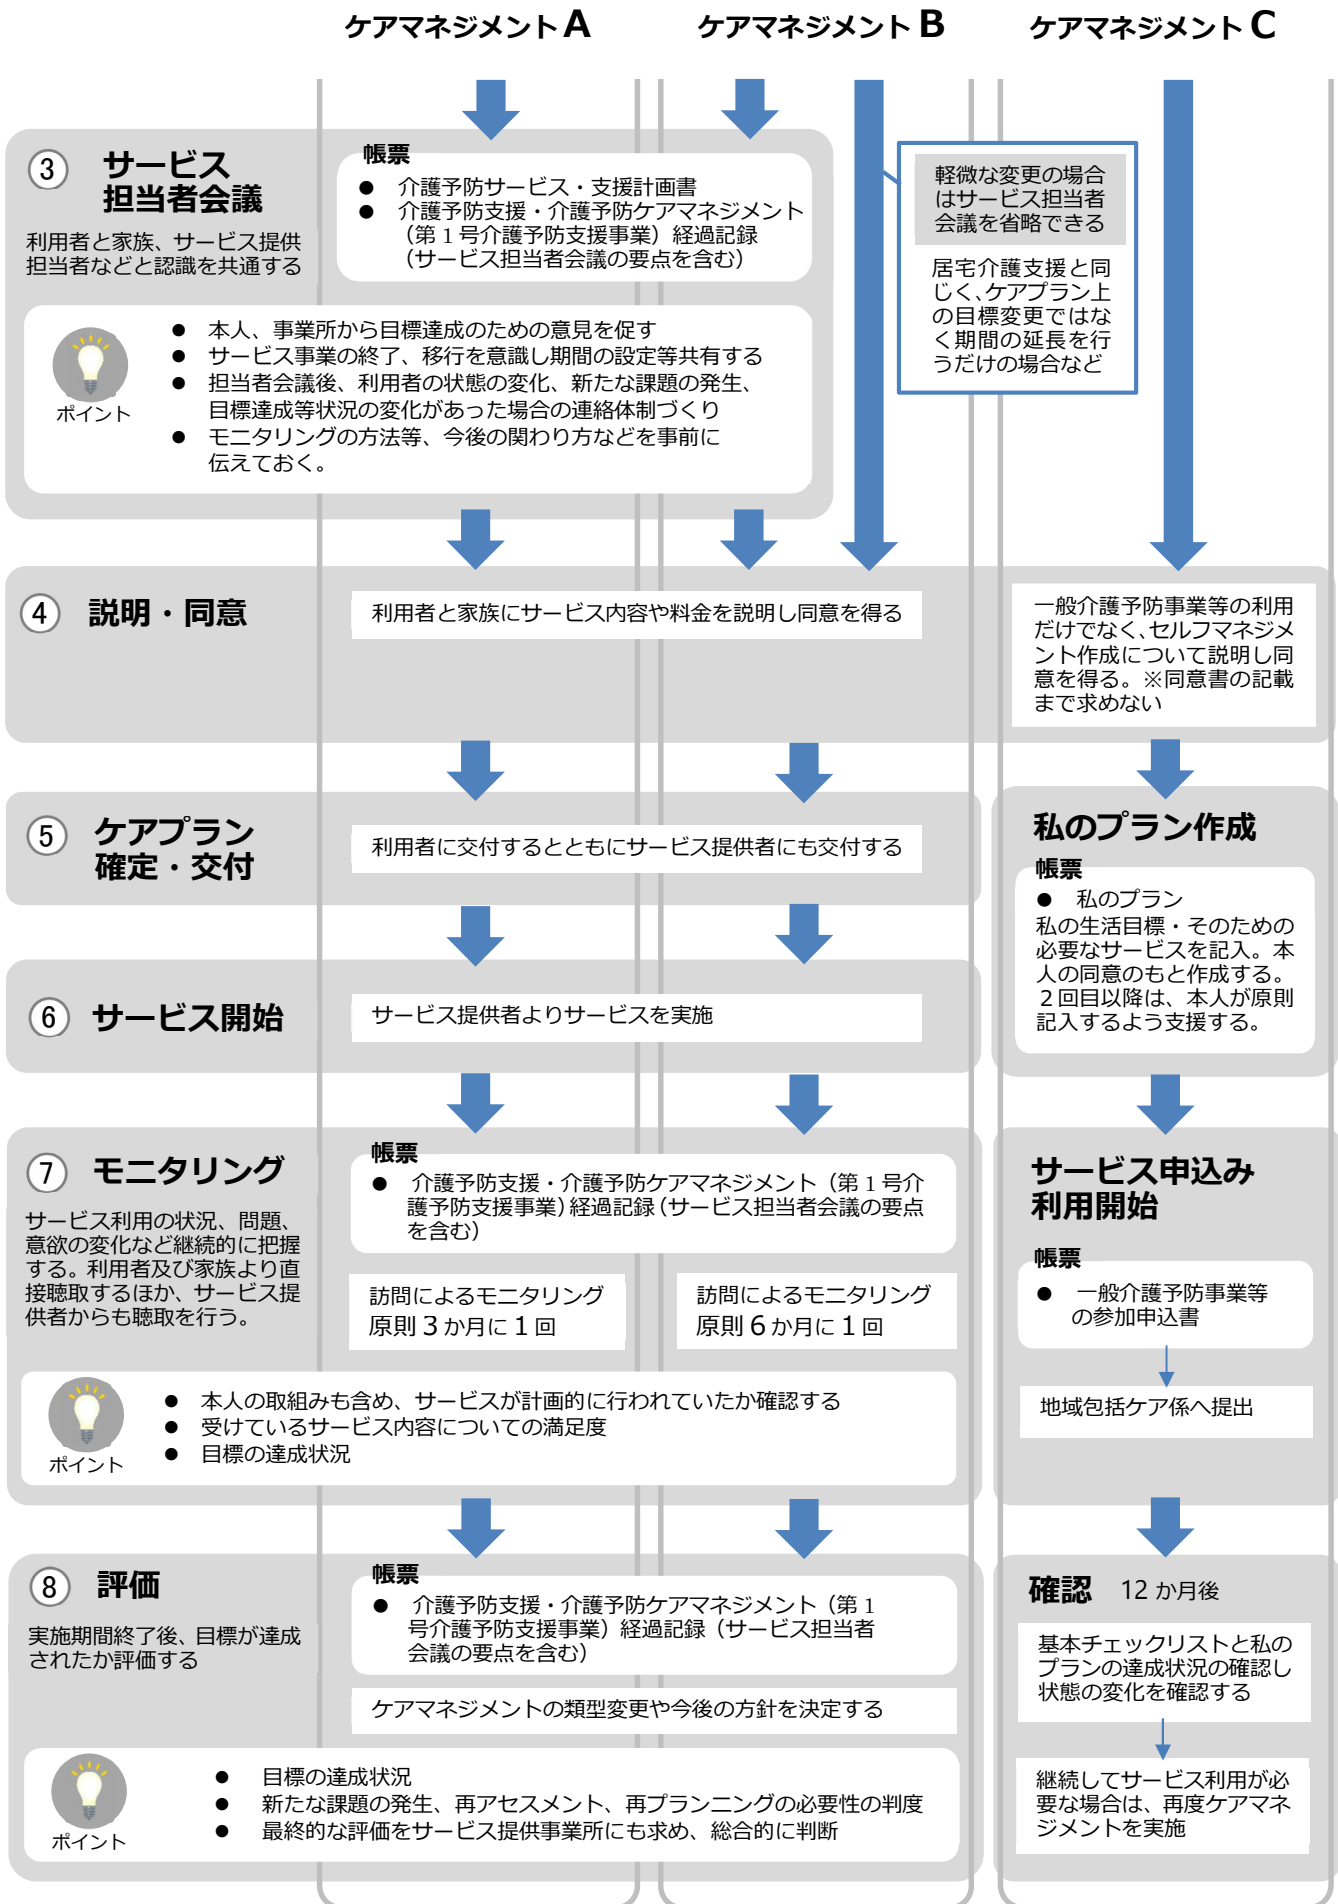 ケアマネジメント A
ケアマネジメント B
ケアマネジメント C
③ サービス
担当者会議
利用者と家族、サービス提供
担当者などと認識を共通する
帳票
● 介護予防サービス・支援計画書
● 介護予防支援・介護予防ケアマネジメント
（第１号介護予防支援事業）経過記録
（サービス担当者会議の要点を含む）
軽微な変更の場合
はサービス担当者
会議を省略できる
居宅介護支援と同
じく、ケアプラン上
の目標変更ではな
く期間の延長を行
うだけの場合など
ポイント
● 本人、事業所から目標達成のための意見を促す
● サービス事業の終了、移行を意識し期間の設定等共有する
● 担当者会議後、利用者の状態の変化、新たな課題の発生、
目標達成等状況の変化があった場合の連絡体制づくり
● モニタリングの方法等、今後の関わり方などを事前に
伝えておく。
④ 説明・同意
利用者と家族にサービス内容や料金を説明し同意を得る
一般介護予防事業等の利用
だけでなく、セルフマネジメ
ント作成について説明し同
意を得る。※同意書の記載
まで求めない
⑤ ケアプラン
確定・交付
利用者に交付するとともにサービス提供者にも交付する
私のプラン作成
帳票
● 私のプラン
私の生活目標・そのための
必要なサービスを記入。本
人の同意のもと作成する。
２回目以降は、本人が原則
記入するよう支援する。
⑥ サービス開始
サービス提供者よりサービスを実施
⑦ モニタリング
サービス利用の状況、問題、
意欲の変化など継続的に把握
する。利用者及び家族より直
接聴取するほか、サービス提
供者からも聴取を行う。
帳票
● 介護予防支援・介護予防ケアマネジメント（第１号介
護予防支援事業）経過記録（サービス担当者会議の要点
を含む）
訪問によるモニタリング
原則３か月に１回
訪問によるモニタリング
原則６か月に１回
ポイント
● 本人の取組みも含め、サービスが計画的に行われていたか確認する
● 受けているサービス内容についての満足度
● 目標の達成状況
サービス申込み
利用開始
帳票
● 一般介護予防事業等
の参加申込書
地域包括ケア係へ提出
⑧ 評価
実施期間終了後、目標が達成
されたか評価する
帳票
● 介護予防支援・介護予防ケアマネジメント（第１
号介護予防支援事業）経過記録（サービス担当者
会議の要点を含む）
ケアマネジメントの類型変更や今後の方針を決定する
ポイント
● 目標の達成状況
● 新たな課題の発生、再アセスメント、再プランニングの必要性の判度
● 最終的な評価をサービス提供事業所にも求め、総合的に判断
確認 12 か月後
基本チェックリストと私の
プランの達成状況の確認し
状態の変化を確認する
継続してサービス利用が必
要な場合は、再度ケアマネ
ジメントを実施